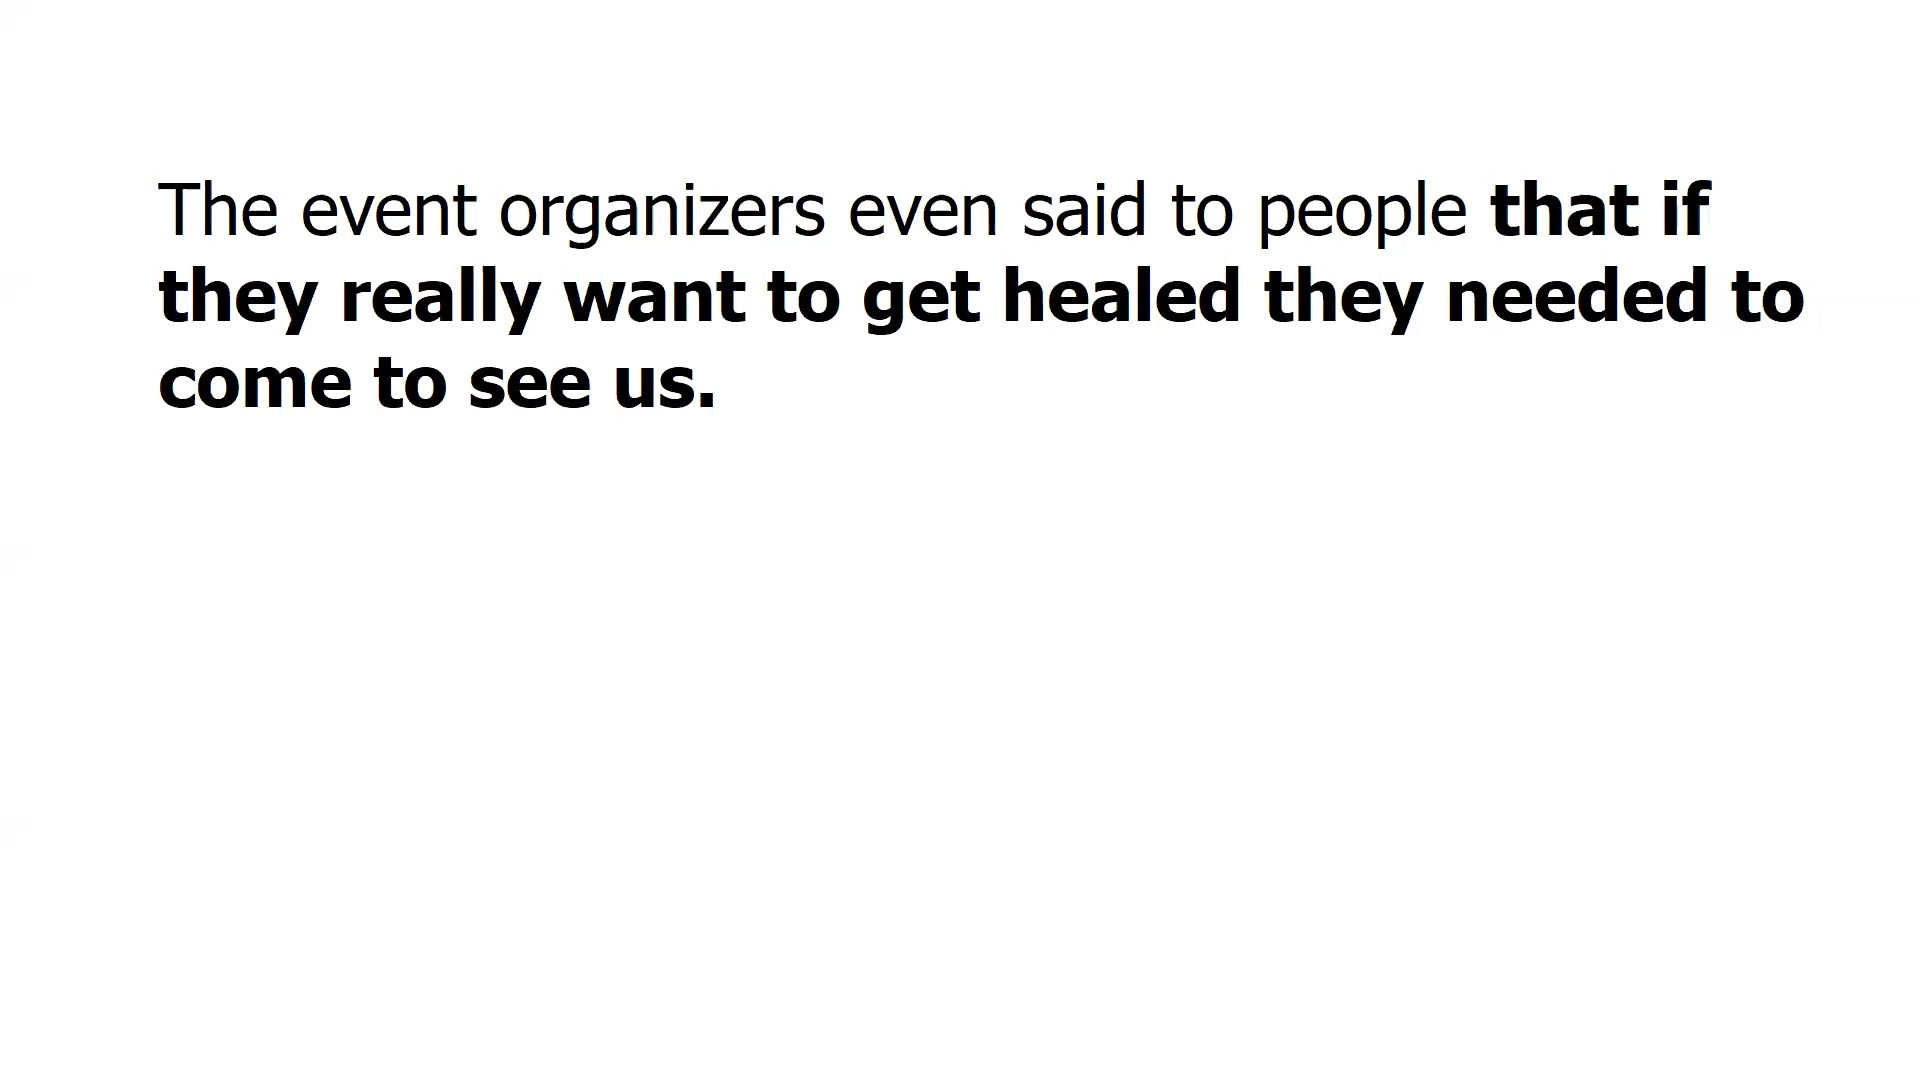 The event organizers even said to people that if
they really want to get healed they needed to
come to see us.